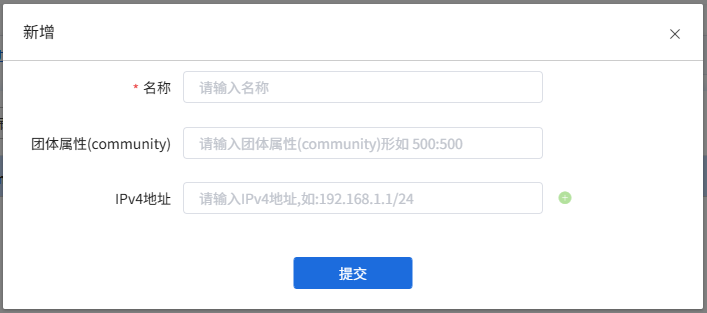 新增
* 名称 请输入名称
团体属性(community) 请输入团体属性(community)形如 500:500
IPv4地址 请输入IPv4地址,如:192.168.1.1/24
提交